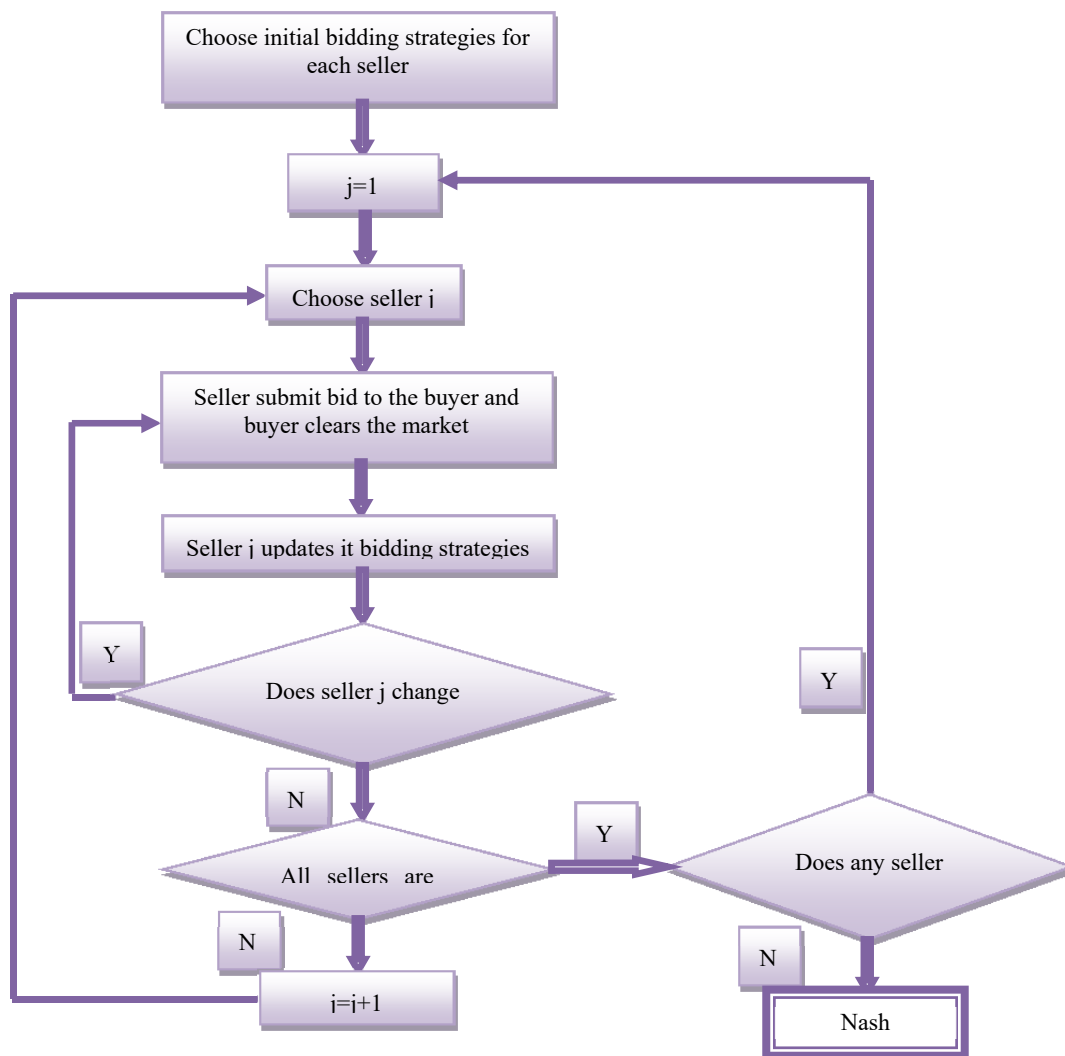 Choose initial bidding strategies for
each seller
j=1
Choose seller j
Seller submit bid to the buyer and
buyer clears the market
Seller j updates it bidding strategies
Y
Does seller j change
Y
N
Y
All sellers are
Does any seller
N
N
j=j+1
Nash